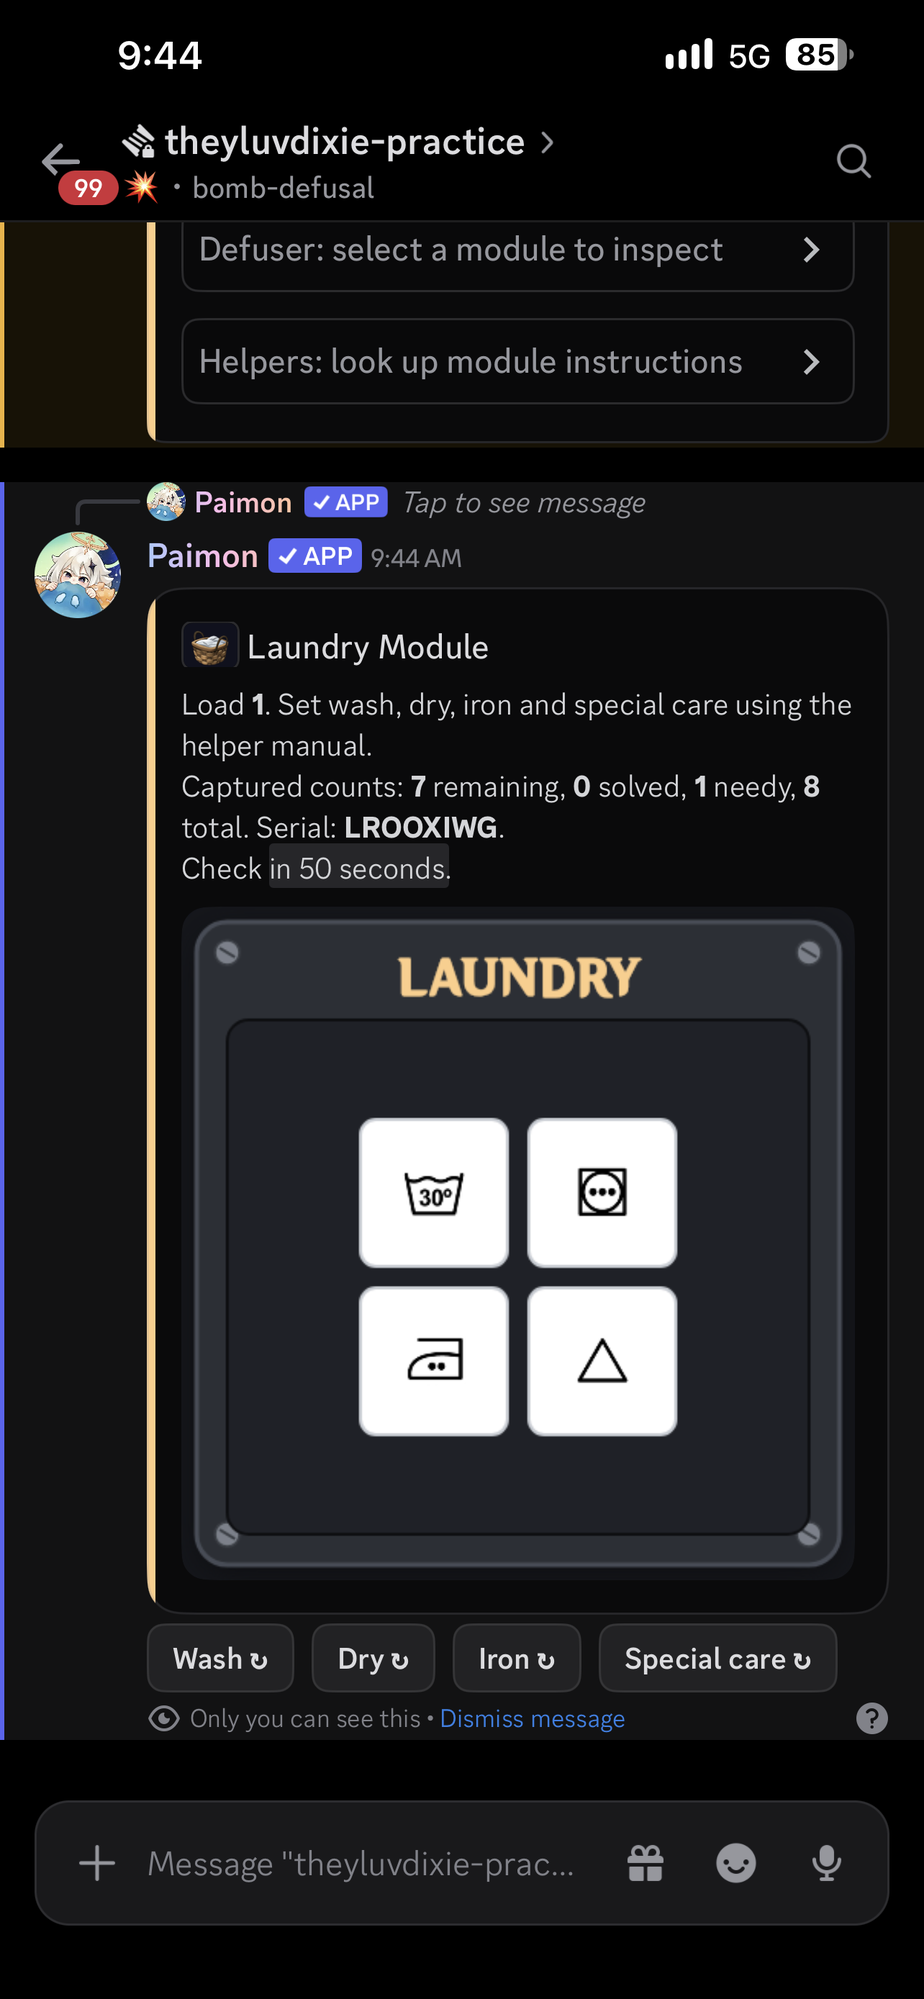 9:44
5G
85
theyluvdixie-practice
99
• bomb-defusal
Defuser: select a module to inspect
Helpers: look up module instructions
Paimon ✓ APP Tap to see message
Paimon ✓ APP 9:44 AM
Laundry Module
Load 1. Set wash, dry, iron and special care using the
helper manual.
Captured counts: 7 remaining, 0 solved, 1 needy, 8
total. Serial: LROOXIWG.
Check in 50 seconds.
LAUNDRY
30°
Wash ↻
Dry ↻
Iron ↻
Special care ↻
Only you can see this • Dismiss message
?
Message "theyluvdixie-prac...